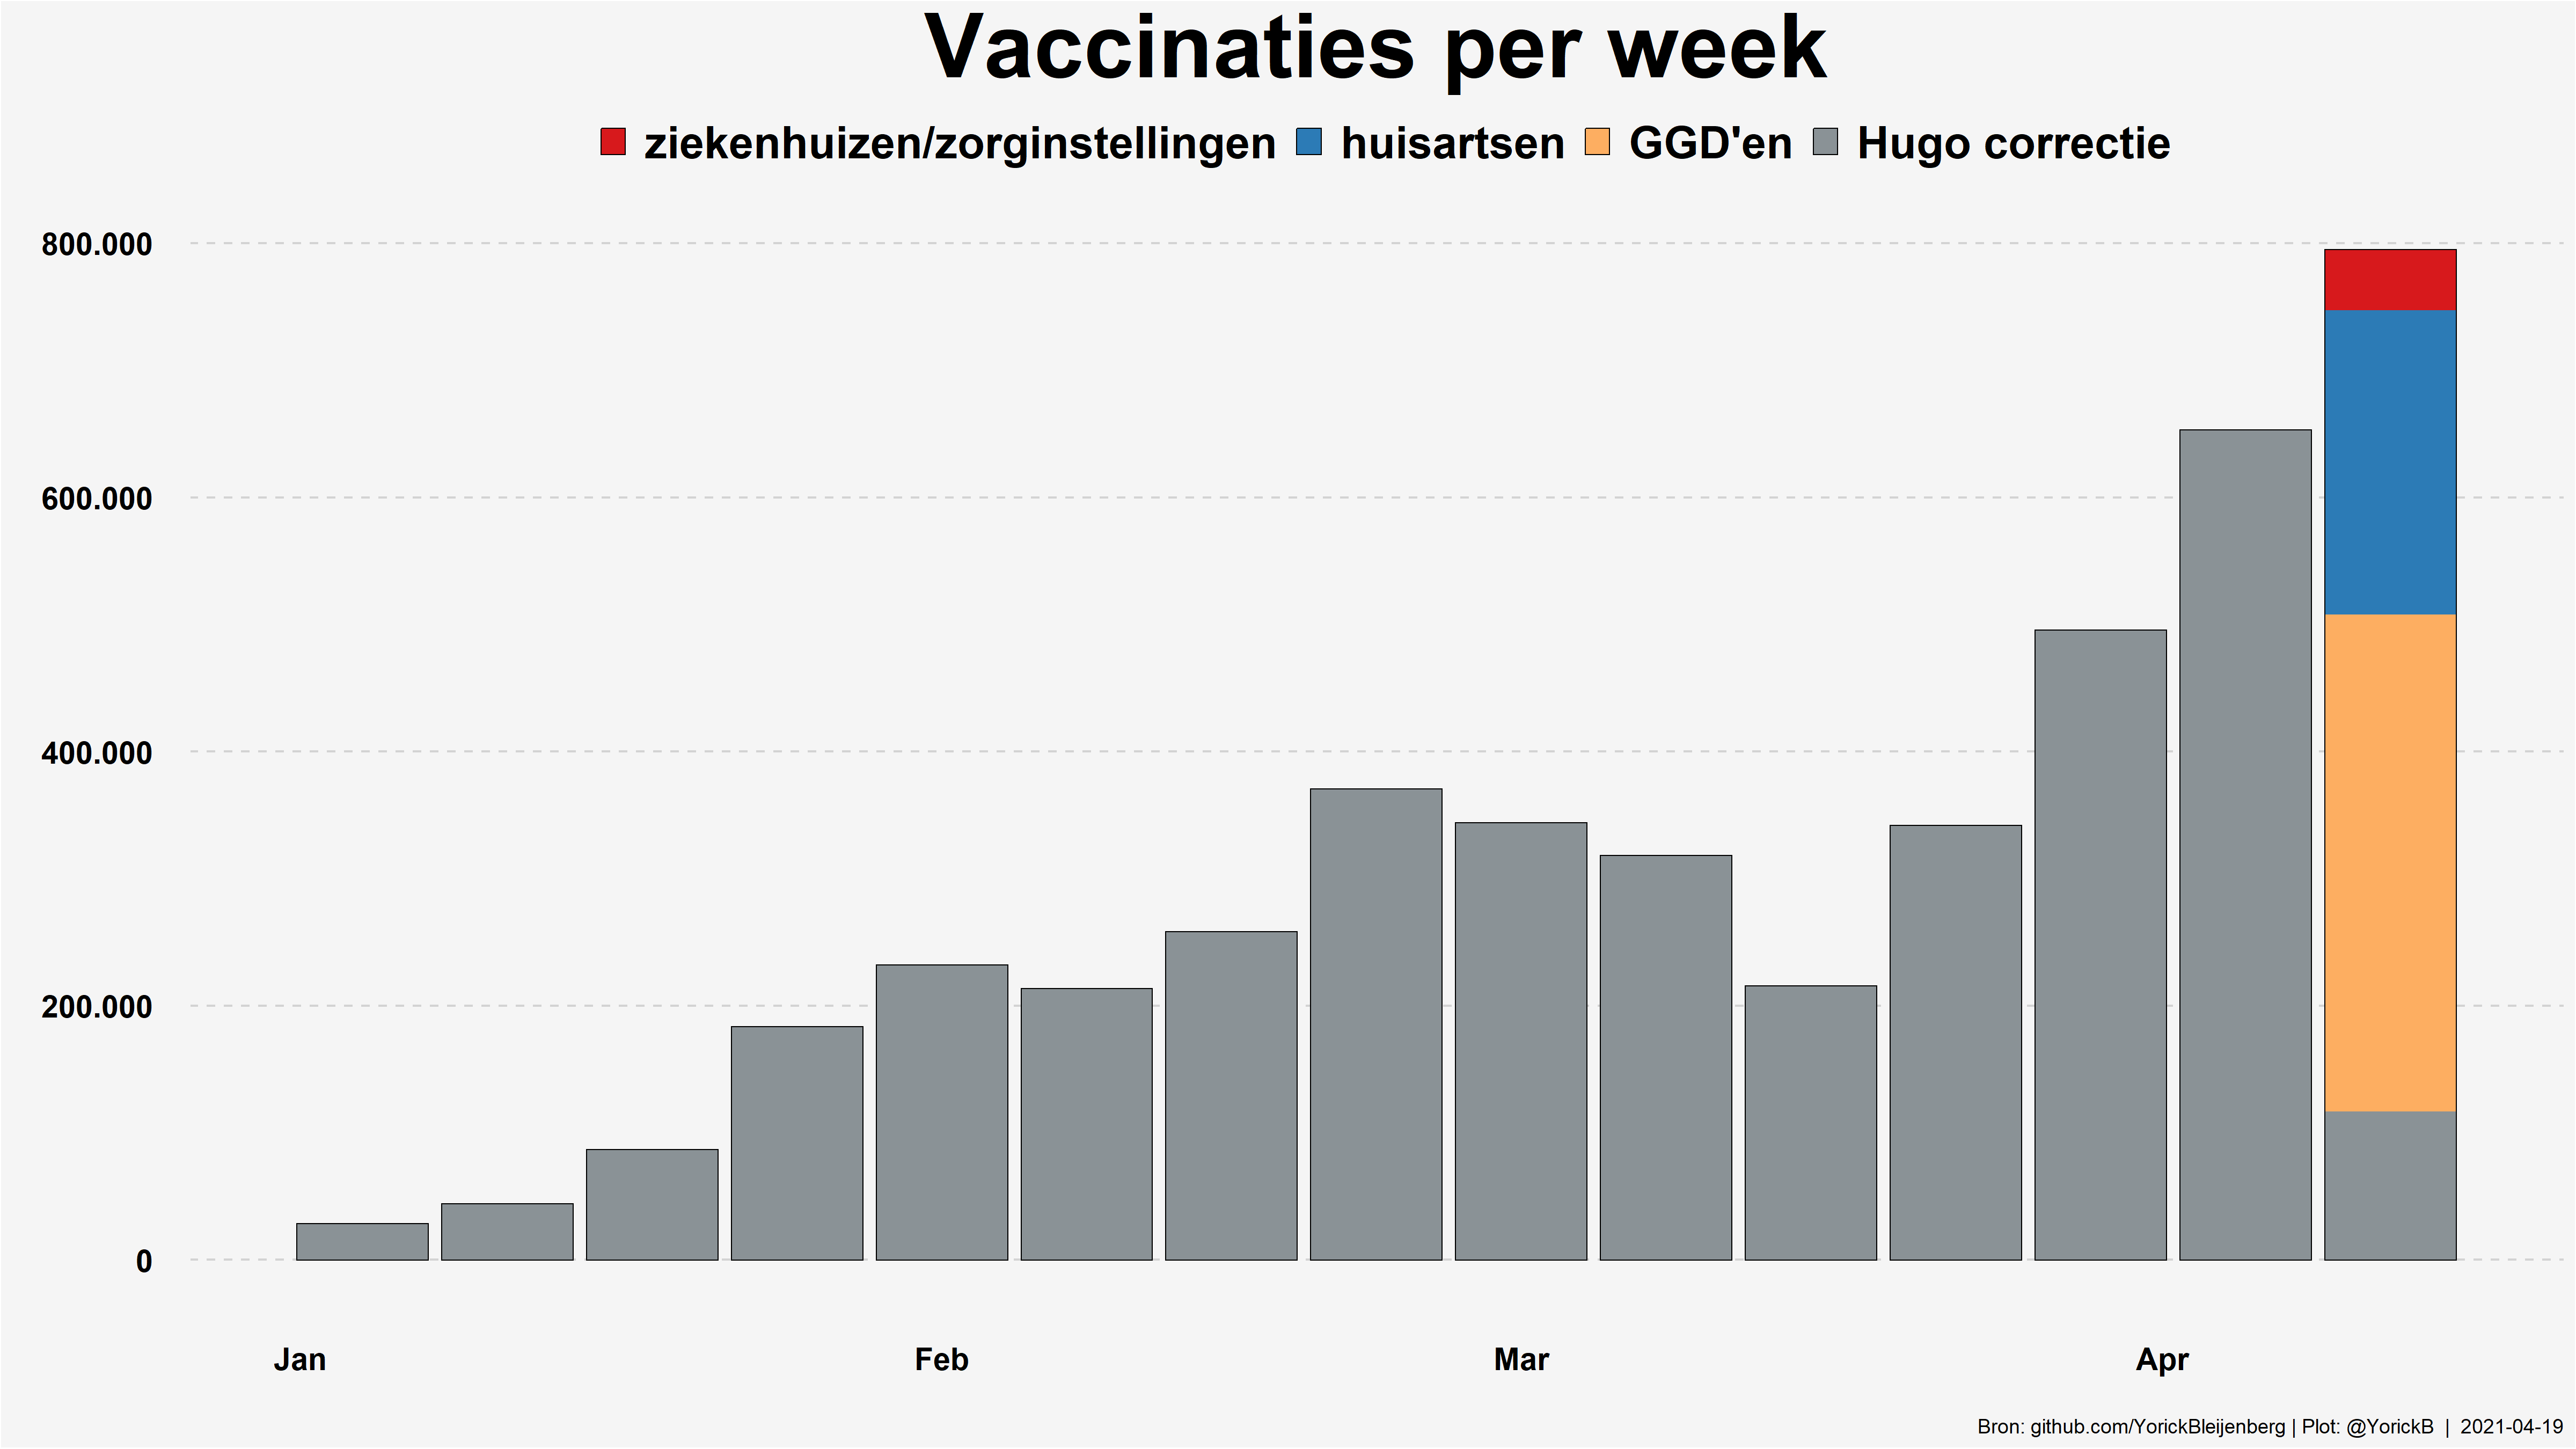 Vaccinaties per week
ziekenhuizen/zorginstellingen huisartsen GGD'en Hugo correctie
800.000
600.000
400.000
200.000
0
Jan Feb Mar Apr
Bron: github.com/YorickBleijenberg | Plot: @YorickB | 2021-04-19